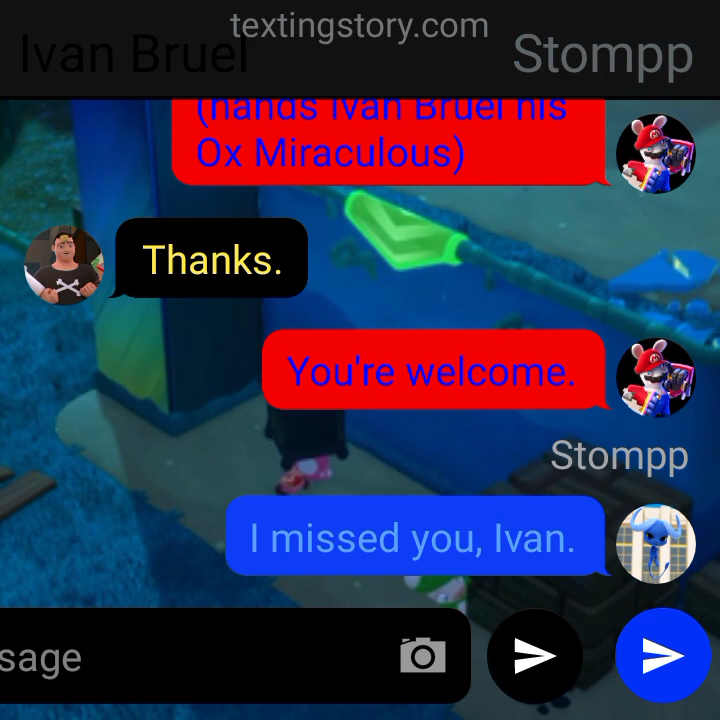 textingstory.com
Ivan Bruel
Stompp
(hands Ivan Bruel his
Ox Miraculous)
Thanks.
You're welcome.
Stompp
I missed you, Ivan.
sage